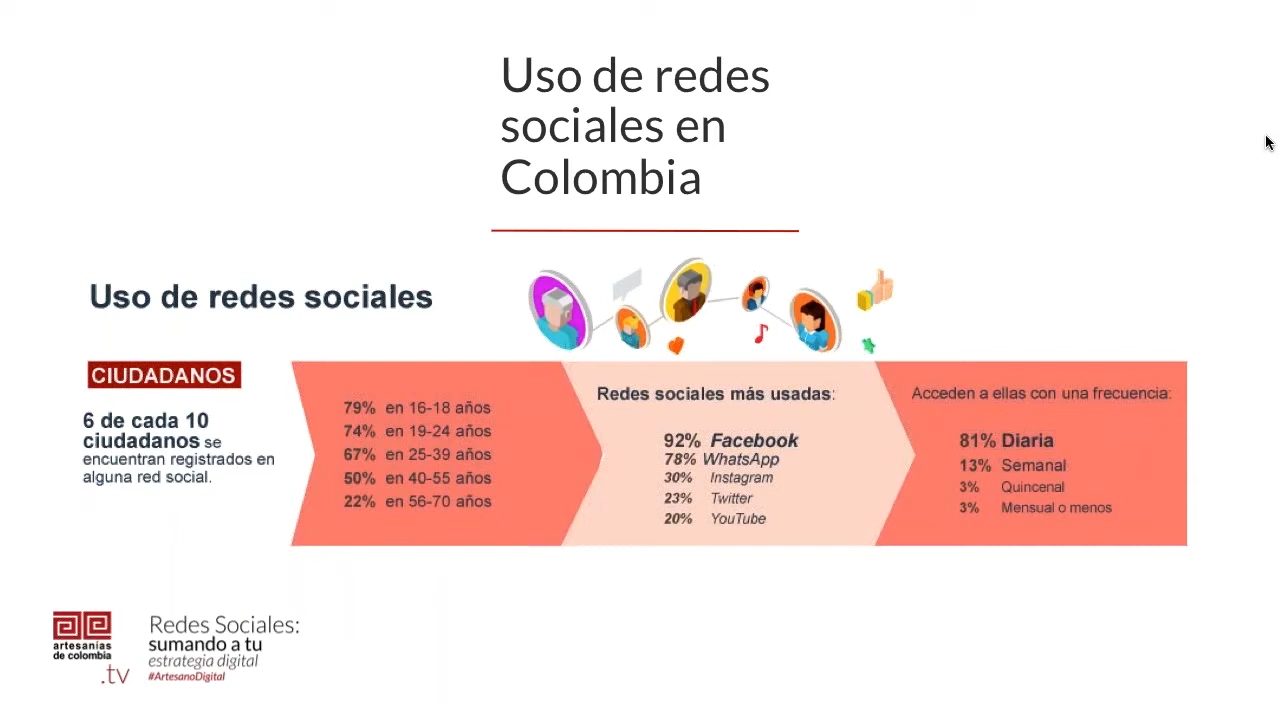 Uso de redes
sociales en
Colombia
Uso de redes sociales
CIUDADANOS
6 de cada 10
ciudadanos se
encuentran registrados en
alguna red social.
79% en 16-18 años
74% en 19-24 años
67% en 25-39 años
50% en 40-55 años
22% en 56-70 años
Redes sociales más usadas:
92% Facebook
78% WhatsApp
30% Instagram
23% Twitter
20% YouTube
Acceden a ellas con una frecuencia:
81% Diaria
13% Semanal
3% Quincenal
3% Mensual o menos
artesanías
de colombia
.tv
Redes Sociales:
sumando a tu
estrategia digital
#ArtesanoDigital